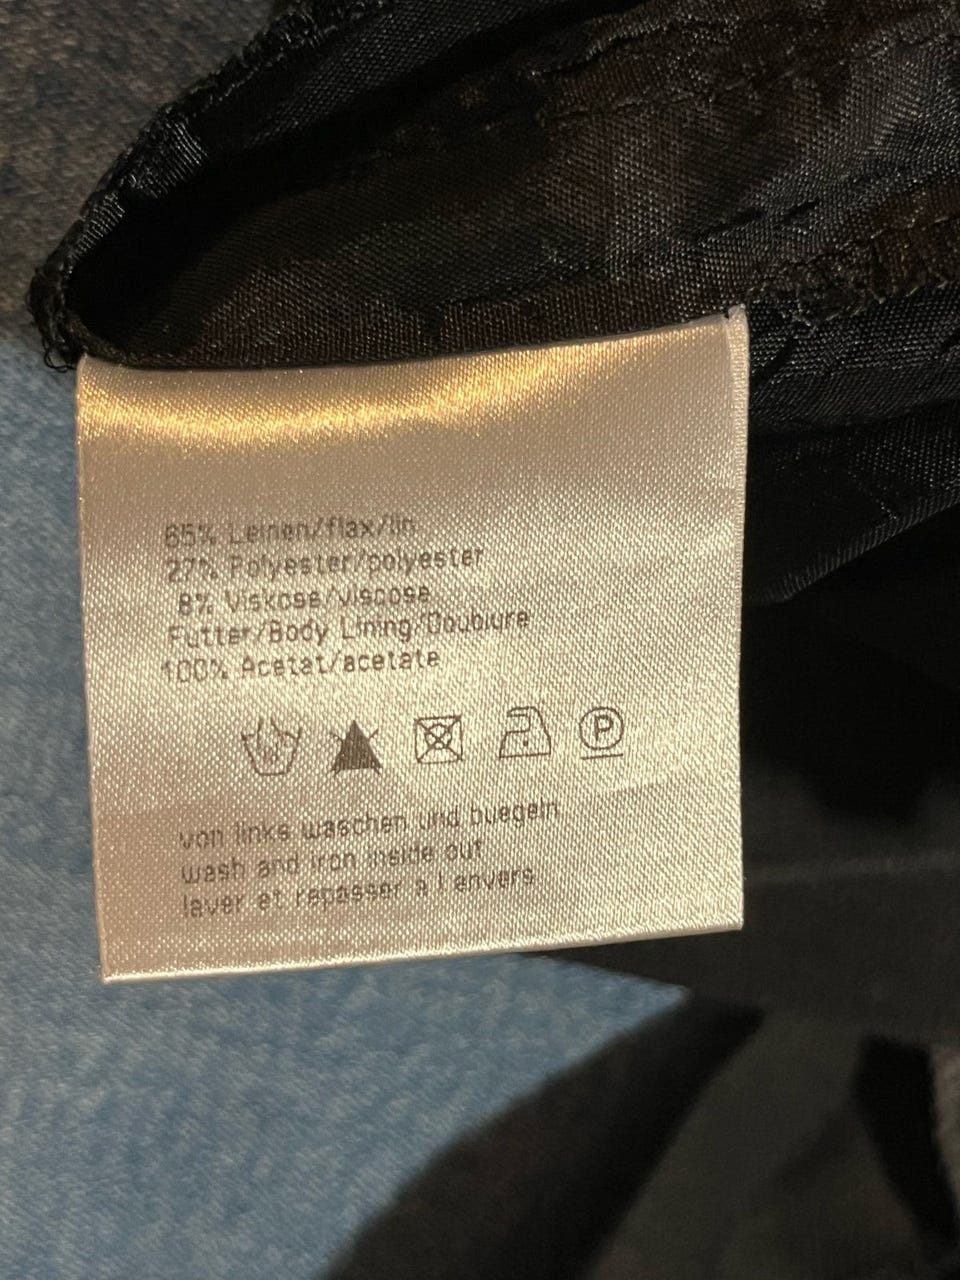 65% Leinen/flax/lin
27% Polyester/polyester
8% Viskose/viscose
Futter/Body Lining/Doublure
100% Acetat/acetate
P
von links waschen und buegeln
wash and iron inside out
laver et repasser a l envers